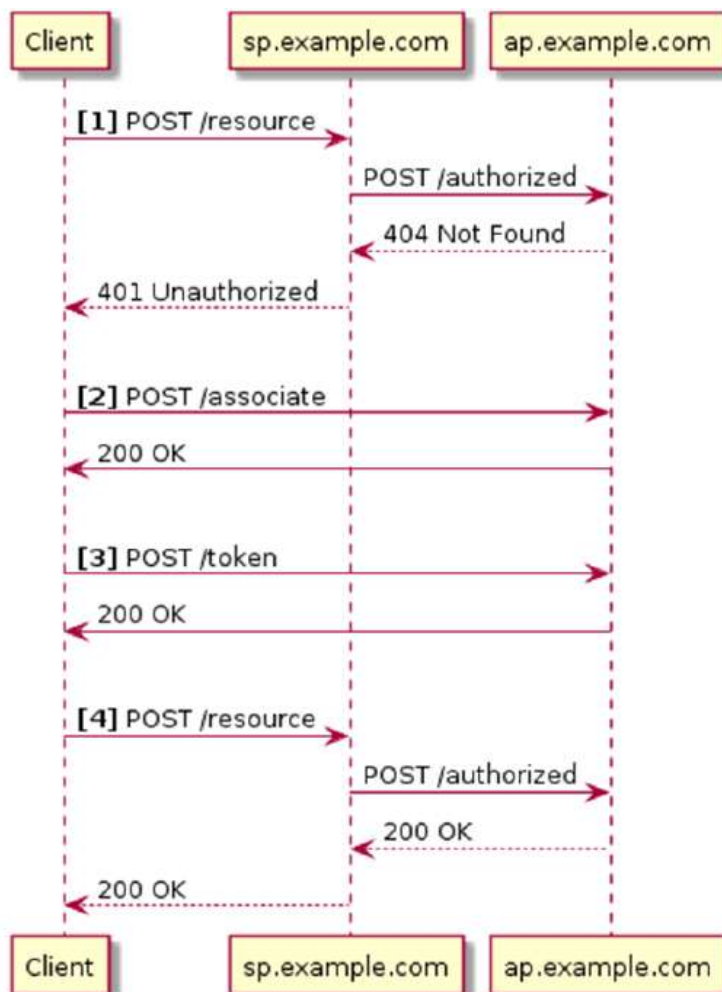 Client sp.example.com ap.example.com
[1] POST /resource
POST /authorized
404 Not Found
401 Unauthorized
[2] POST /associate
200 OK
[3] POST /token
200 OK
[4] POST /resource
POST /authorized
200 OK
200 OK
Client sp.example.com ap.example.com